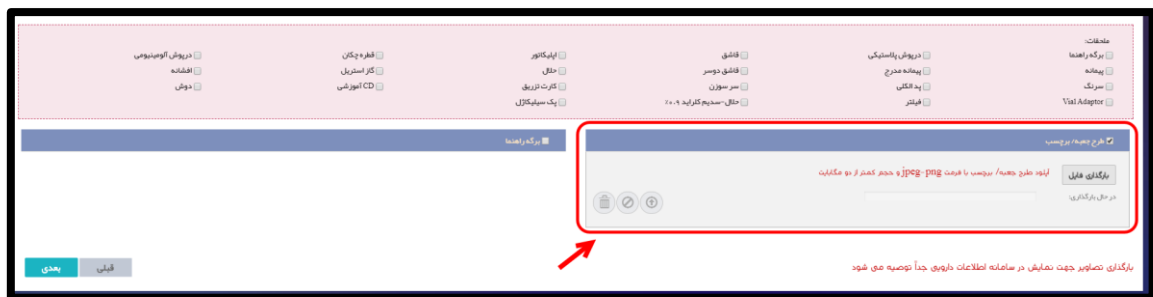 ملحقات:
برگه راهنما درپوش پلاستیکی قاشق اپلیکاتور قطره چکان درپوش آلومینیومی
پیمانه پیمانه مدرج قاشق دوسر حلال گاز استریل افشانه
سرنگ پد الکلی سر سوزن کارت تزریق CD آموزشی دوش
Vial Adaptor فیلتر حلال-سدیم کلراید ۰.۹٪ پک سیلیکاژل
طرح جعبه/ برچسب برگه راهنما
بارگذاری فایل آپلود طرح جعبه/ برچسب با فرمت jpeg-png و حجم کمتر از دو مگابایت
در حال بارگذاری:
بارگذاری تصاویر جهت نمایش در سامانه اطلاعات دارویی جداً توصیه می شود
قبلی بعدی